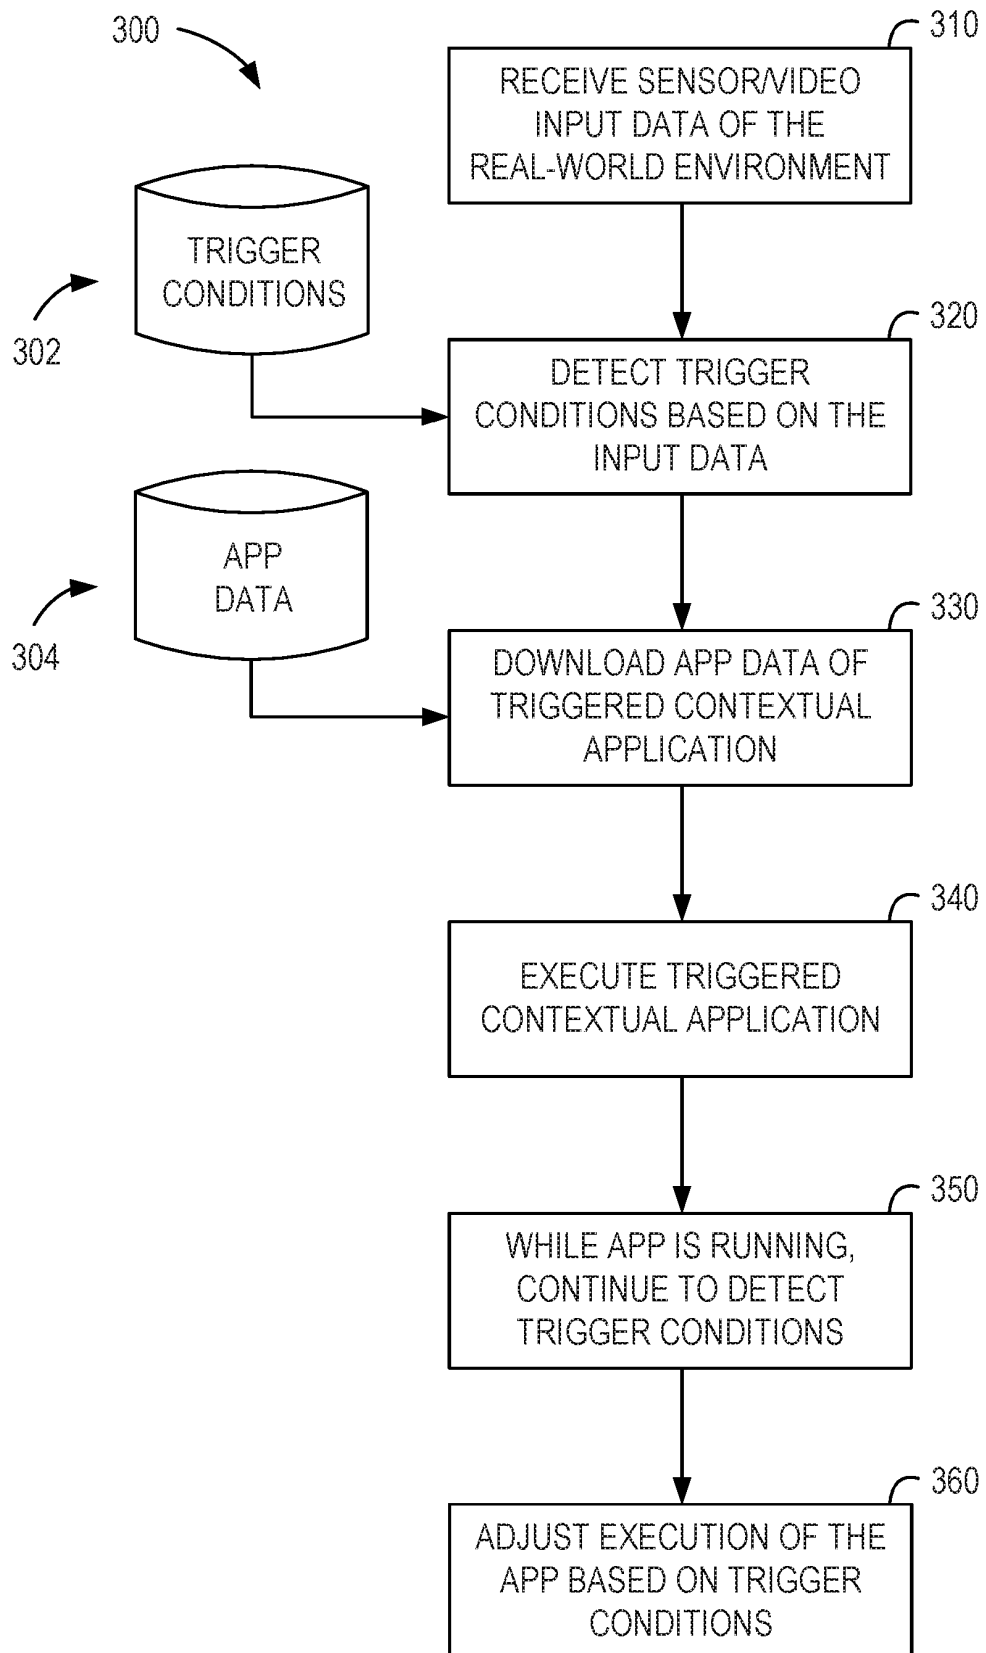 300
310
RECEIVE SENSOR/VIDEO
INPUT DATA OF THE
REAL-WORLD ENVIRONMENT
TRIGGER
CONDITIONS
302
320
DETECT TRIGGER
CONDITIONS BASED ON THE
INPUT DATA
APP
DATA
304
330
DOWNLOAD APP DATA OF
TRIGGERED CONTEXTUAL
APPLICATION
340
EXECUTE TRIGGERED
CONTEXTUAL APPLICATION
350
WHILE APP IS RUNNING,
CONTINUE TO DETECT
TRIGGER CONDITIONS
360
ADJUST EXECUTION OF THE
APP BASED ON TRIGGER
CONDITIONS